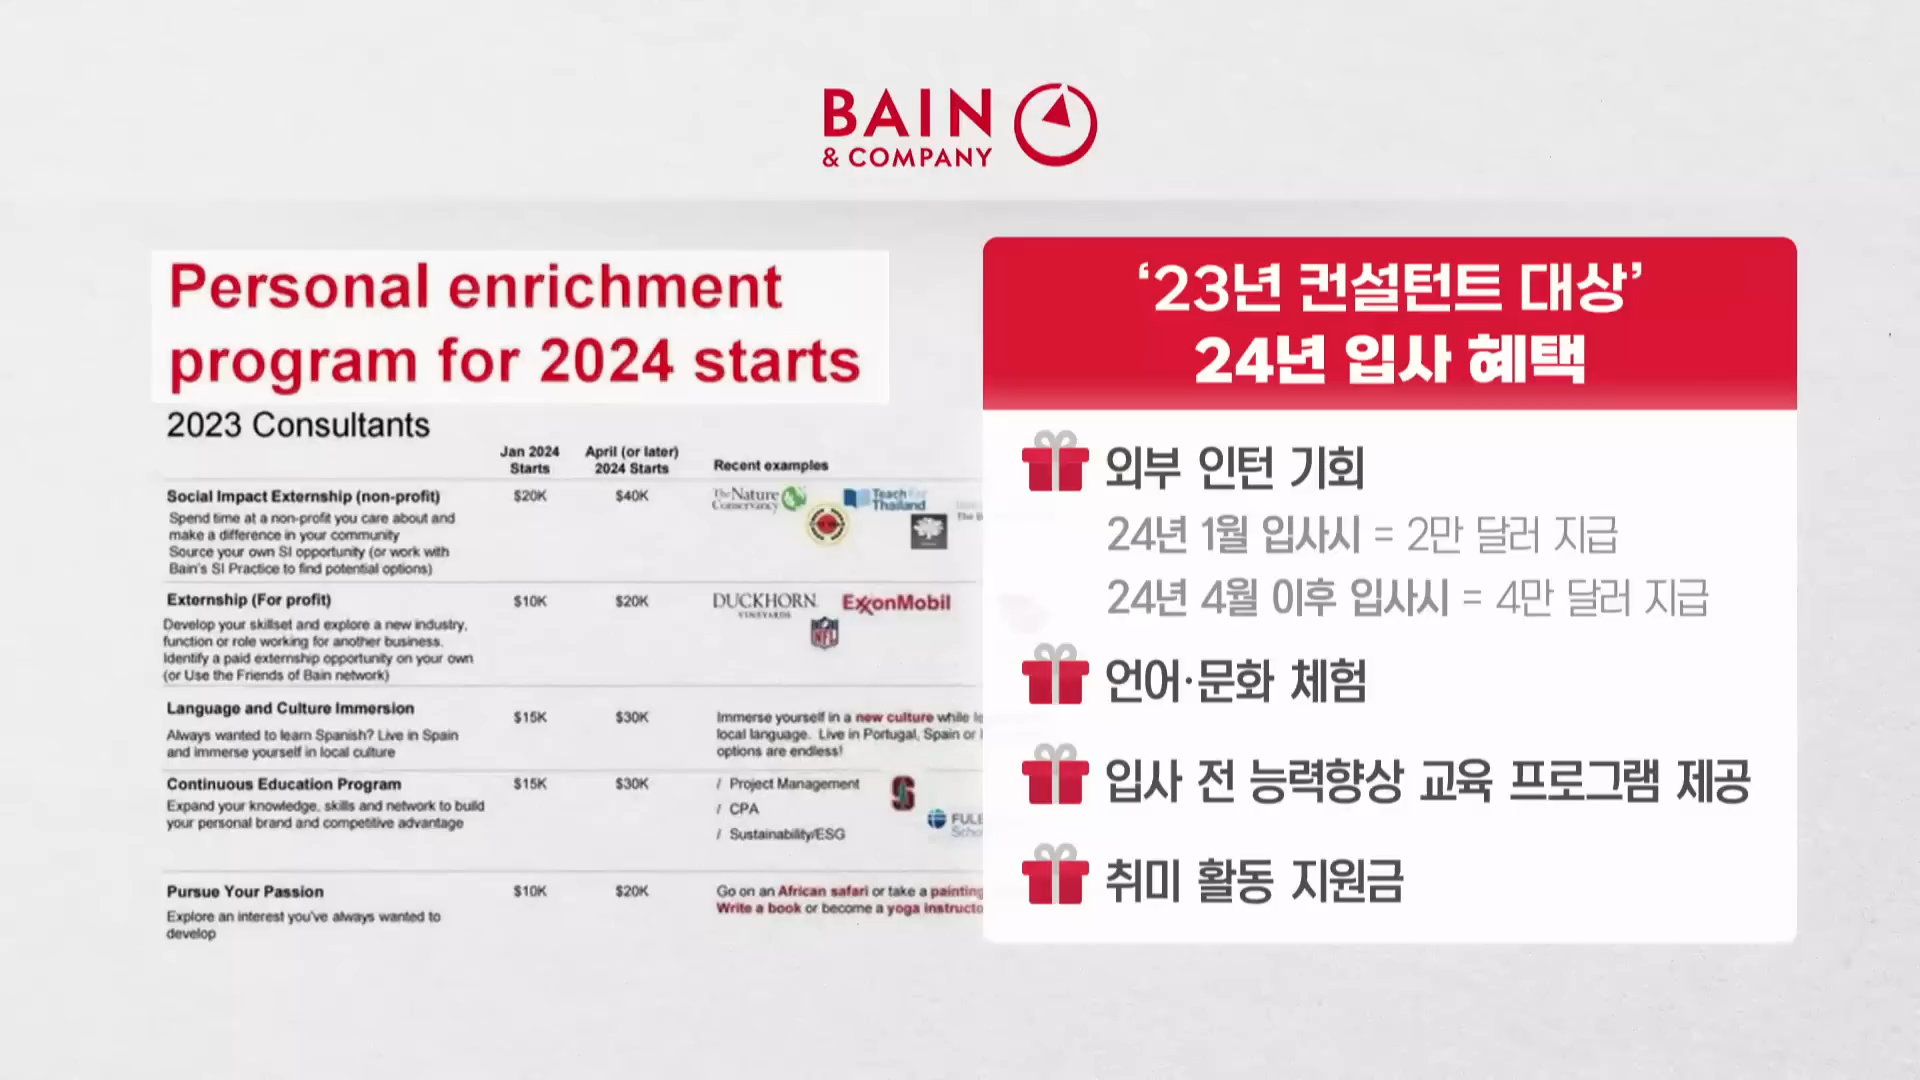 BAIN
& COMPANY
Personal enrichment
program for 2024 starts
2023 Consultants
Jan 2024 Starts
April (or later) 2024 Starts
Recent examples
Social Impact Externship (non-profit)
$20K
$40K
Spend time at a non-profit you care about and
make a difference in your community
Source your own SI opportunity (or work with
Bain's SI Practice to find potential options)
The Nature
Conservancy
Teach For
Thailand
Externship (For profit)
$10K
$20K
Develop your skillset and explore a new industry,
function or role working for another business.
Identify a paid externship opportunity on your own
(or Use the Friends of Bain network)
DUCKHORN
VINEYARDS
ExxonMobil
NFL
Language and Culture Immersion
$15K
$30K
Always wanted to learn Spanish? Live in Spain
and immerse yourself in local culture
Immerse yourself in a new culture while
local language. Live in Portugal, Spain or
options are endless!
Continuous Education Program
$15K
$30K
Expand your knowledge, skills and network to build
your personal brand and competitive advantage
/ Project Management
/ CPA
/ Sustainability/ESG
S
Pursue Your Passion
$10K
$20K
Explore an interest you've always wanted to
develop
Go on an African safari or take a painting
Write a book or become a yoga
‘23년 컨설턴트 대상’
24년 입사 혜택
외부 인턴 기회
24년 1월 입사시 = 2만 달러 지급
24년 4월 이후 입사시 = 4만 달러 지급
언어·문화 체험
입사 전 능력향상 교육 프로그램 제공
취미 활동 지원금